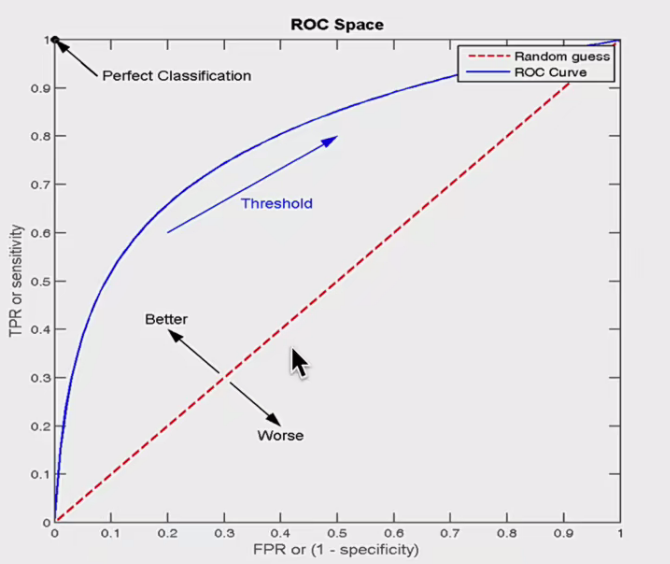 ROC Space
Perfect Classification
Random guess
ROC Curve
Threshold
Better
Worse
TPR or sensitivity
1
0.9
0.8
0.7
0.6
0.5
0.4
0.3
0.2
0.1
0
0 0.1 0.2 0.3 0.4 0.5 0.6 0.7 0.8 0.9 1
FPR or (1 - specificity)